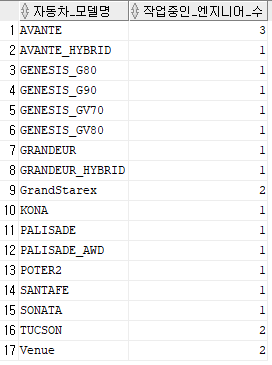 자동차_모델명 작업중인_엔지니어_수
1 AVANTE 3
2 AVANTE_HYBRID 1
3 GENESIS_G80 1
4 GENESIS_G90 1
5 GENESIS_GV70 1
6 GENESIS_GV80 1
7 GRANDEUR 1
8 GRANDEUR_HYBRID 1
9 GrandStarex 2
10 KONA 1
11 PALISADE 1
12 PALISADE_AWD 1
13 POTER2 1
14 SANTAFE 1
15 SONATA 1
16 TUCSON 2
17 Venue 2